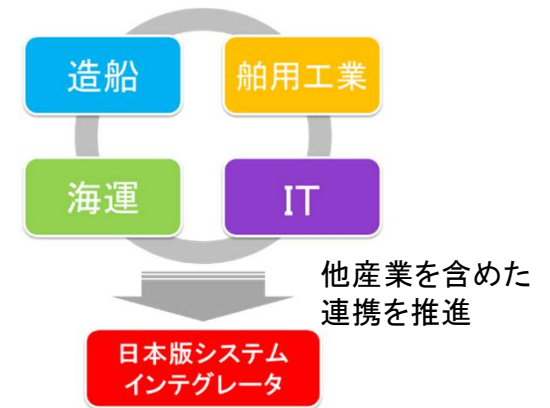 造船
舶用工業
海運
IT
他産業を含めた
連携を推進
日本版システム
インテグレータ